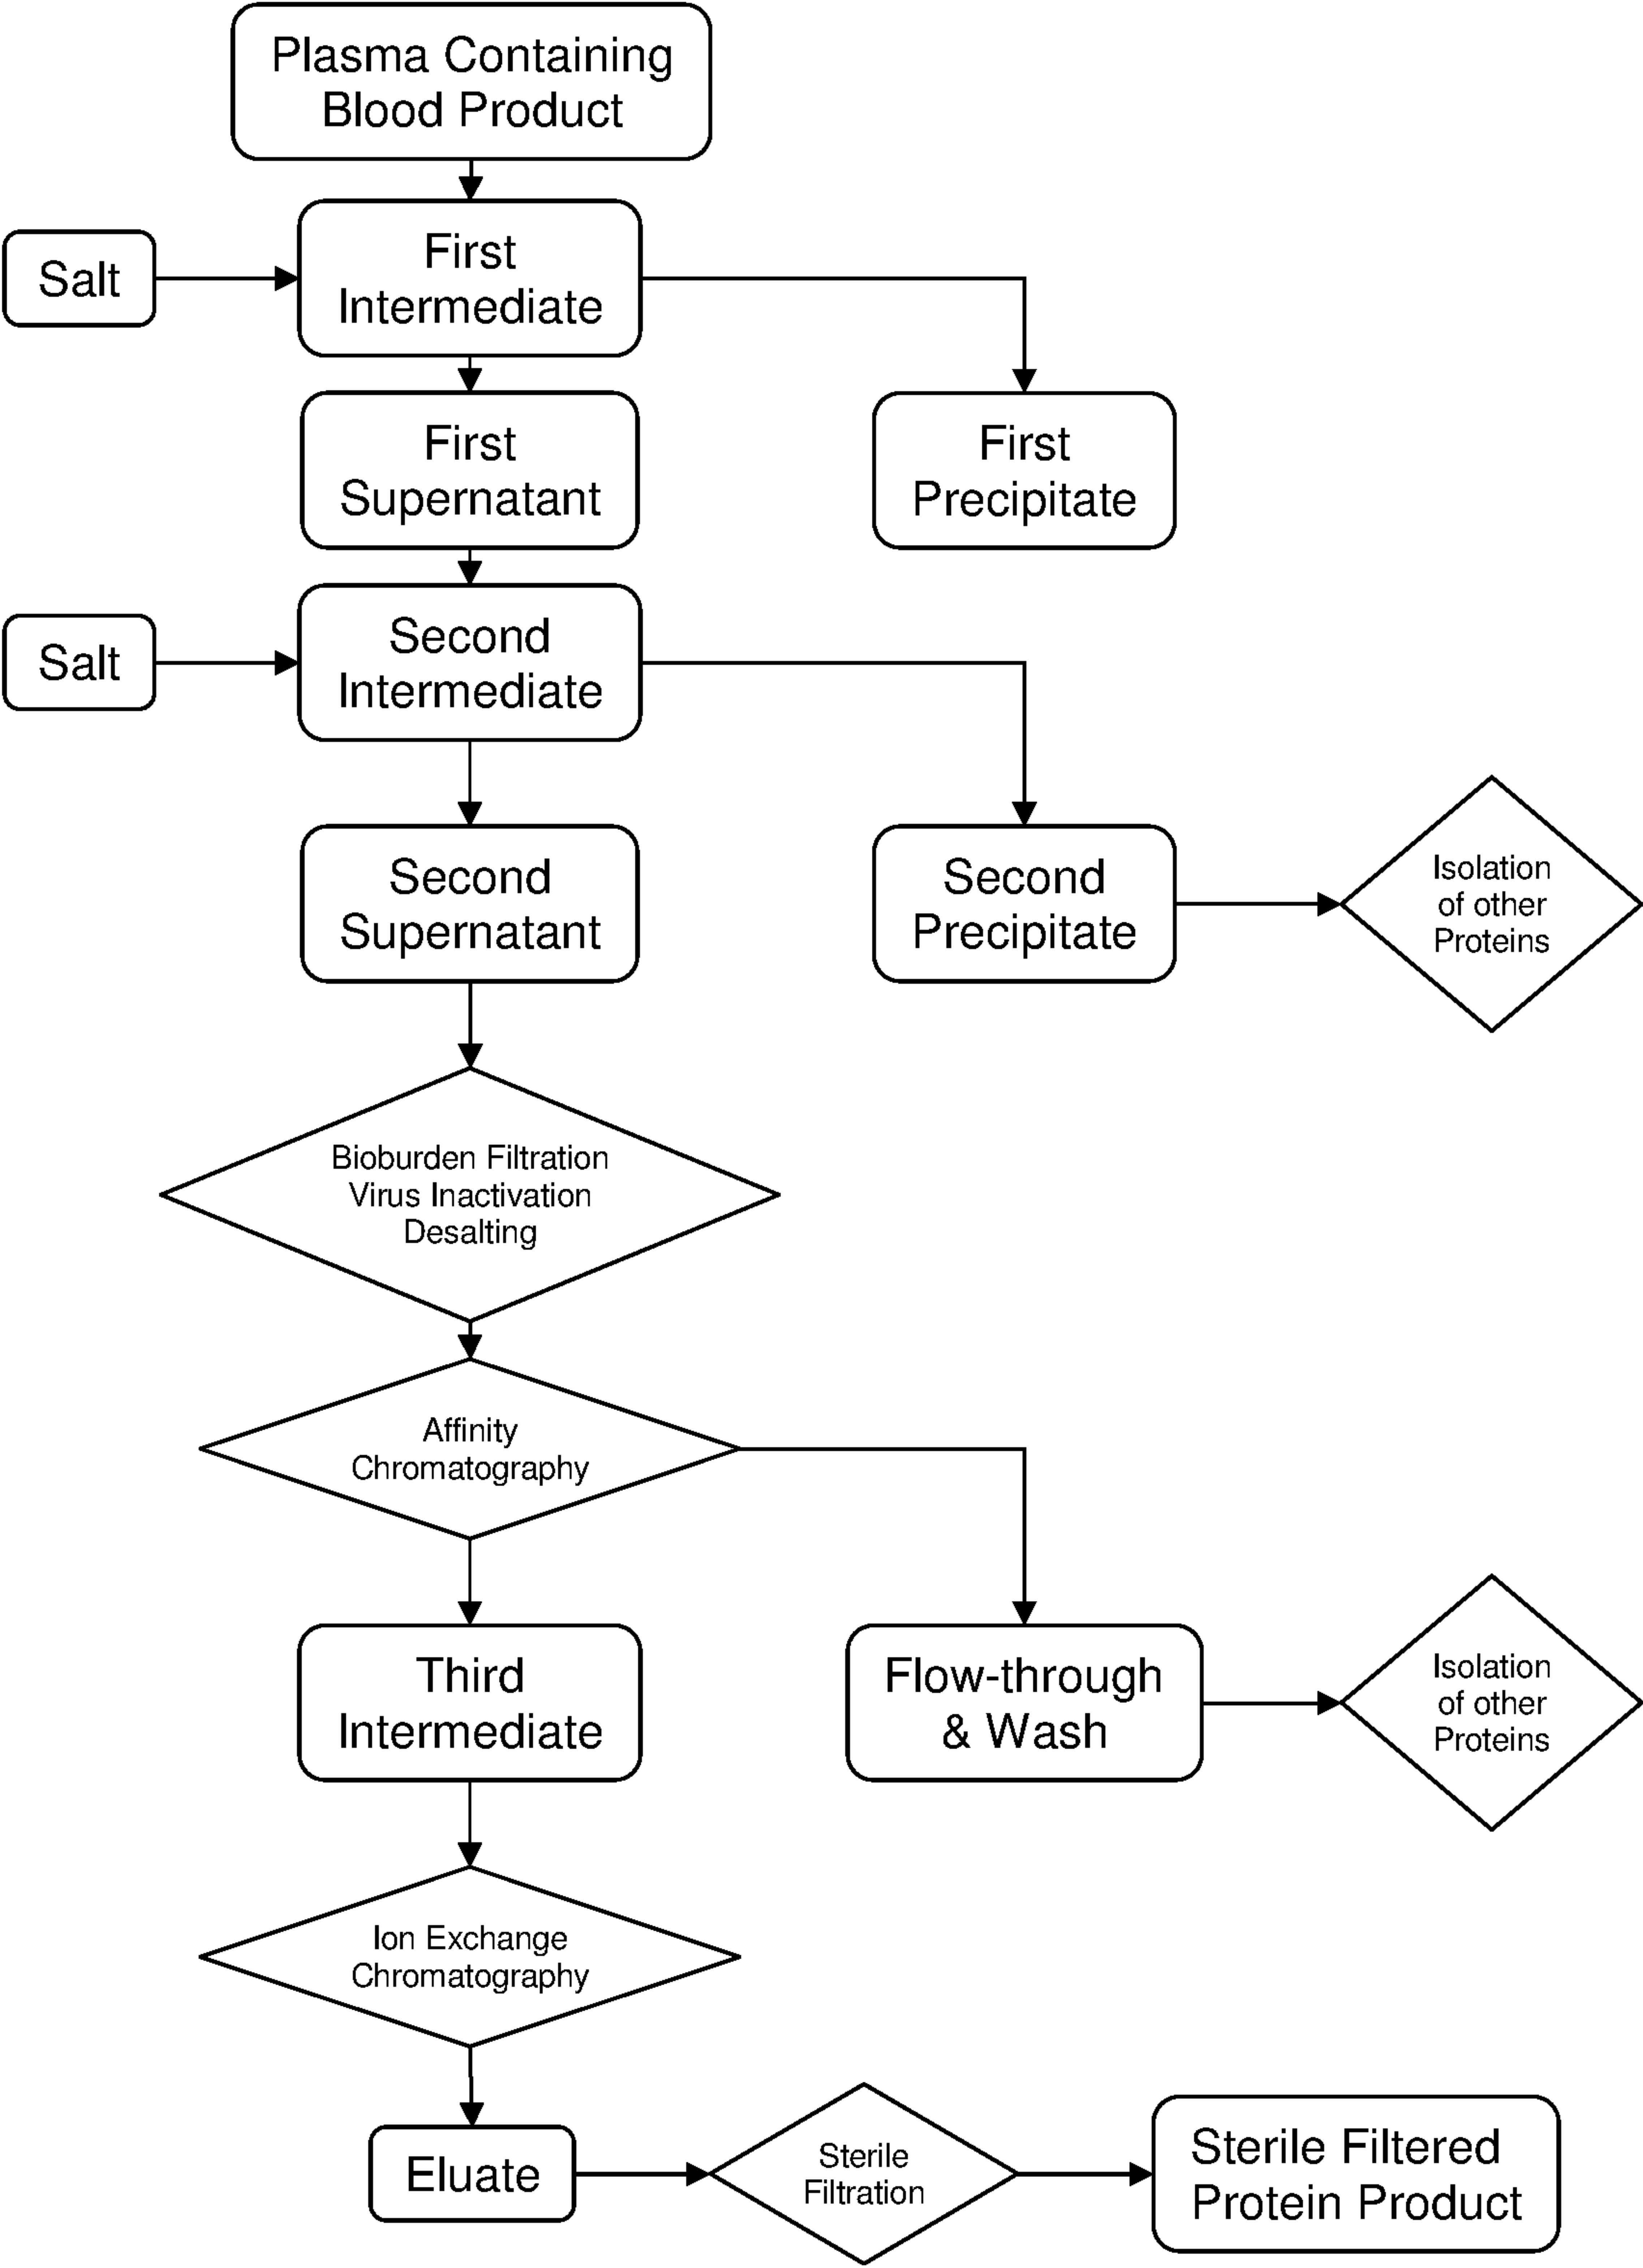 Plasma Containing
Blood Product
Salt
First
Intermediate
First
Supernatant
First
Precipitate
Salt
Second
Intermediate
Second
Supernatant
Second
Precipitate
Isolation
of other
Proteins
Bioburden Filtration
Virus Inactivation
Desalting
Affinity
Chromatography
Third
Intermediate
Flow-through
& Wash
Isolation
of other
Proteins
Ion Exchange
Chromatography
Eluate
Sterile
Filtration
Sterile Filtered
Protein Product